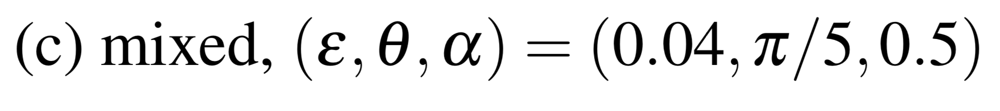 (c) mixed, (ε, θ, α) = (0.04, π/5, 0.5)